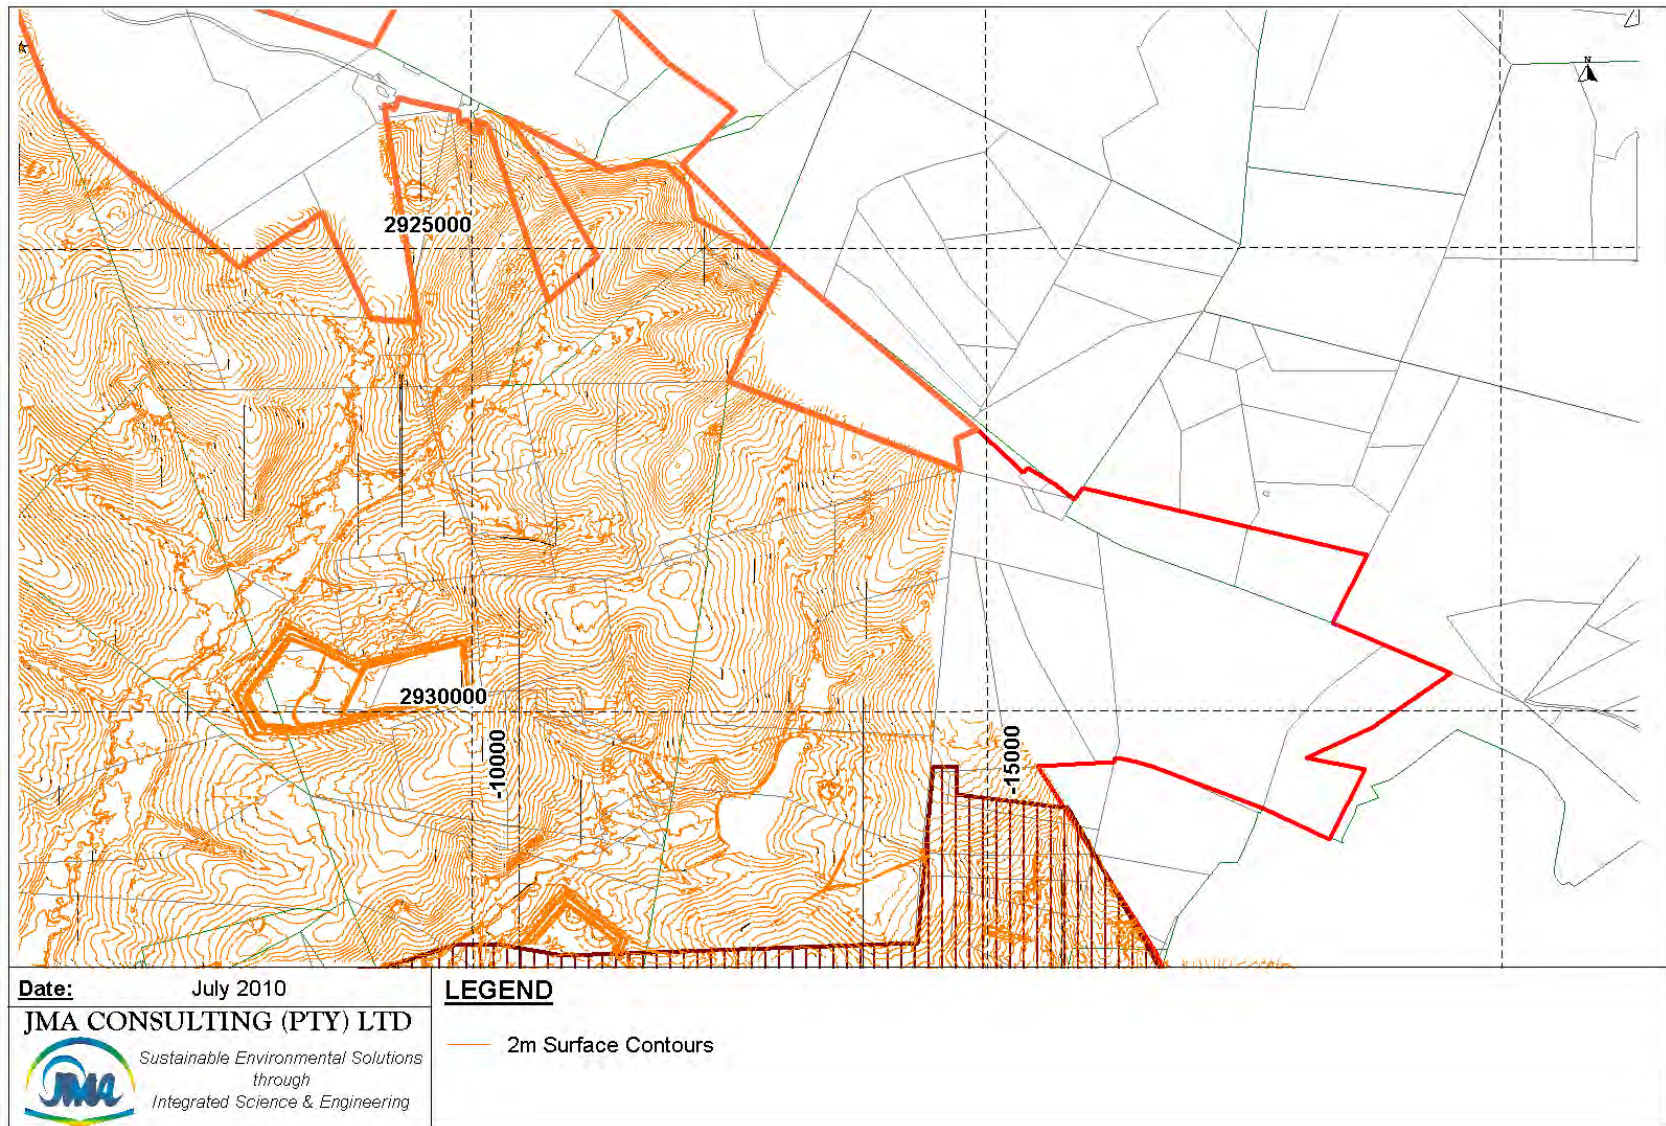 N
2925000
2930000
-10000
-15000
Date: July 2010
JMA CONSULTING (PTY) LTD
JMA
Sustainable Environmental Solutions
through
Integrated Science & Engineering
LEGEND
2m Surface Contours